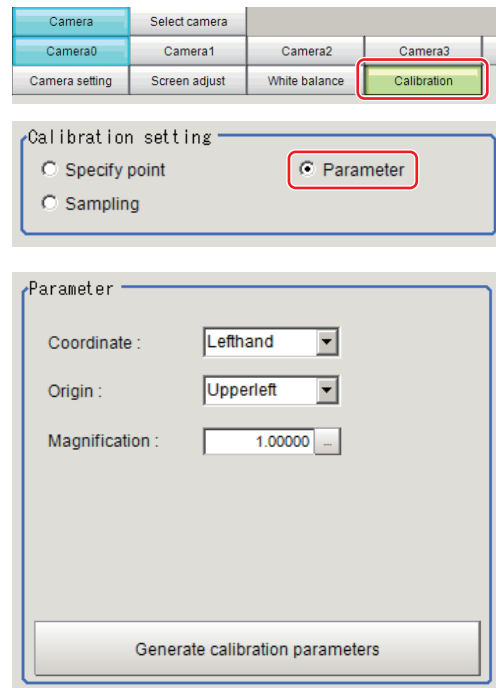 Camera Select camera
Camera0 Camera1 Camera2 Camera3
Camera setting Screen adjust White balance Calibration
Calibration setting
Specify point Parameter
Sampling
Parameter
Coordinate : Lefthand
Origin : Upperleft
Magnification : 1.00000 ...
Generate calibration parameters